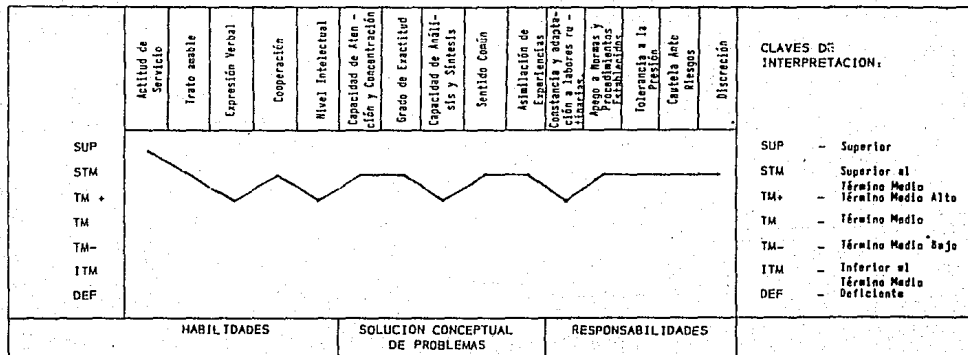 Actitud de
Servicio
Trato amable
Expresión Verbal
Cooperación
Nivel Intelectual
Capacidad de Aten -
ción y Concentración
Grado de Exactitud
Capacidad de Análi-
sis y Síntesis
Sentido Común
Asimilación de
Experiencias
Constancia y adapta-
ción a labores ru -
tinarias.
Apego a Normas y
Procedimientos
Establecidos
Tolerancia a la
Presión
Cautela Ante
Riesgos
Discreción
CLAVES DE
INTERPRETACION:
SUP
STM
TM +
TM
TM-
ITM
DEF
SUP – Superior
STM – Superior al
Término Medio
TM+ – Término Medio Alto
TM – Término Medio
TM– – Término Medio Bajo
ITM – Inferior al
Término Medio
DEF – Deficiente
HABILIDADES
SOLUCION CONCEPTUAL
DE PROBLEMAS
RESPONSABILIDADES